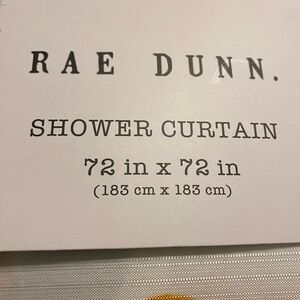 RAE DUNN.
SHOWER CURTAIN
72 in x 72 in
(183 cm x 183 cm)